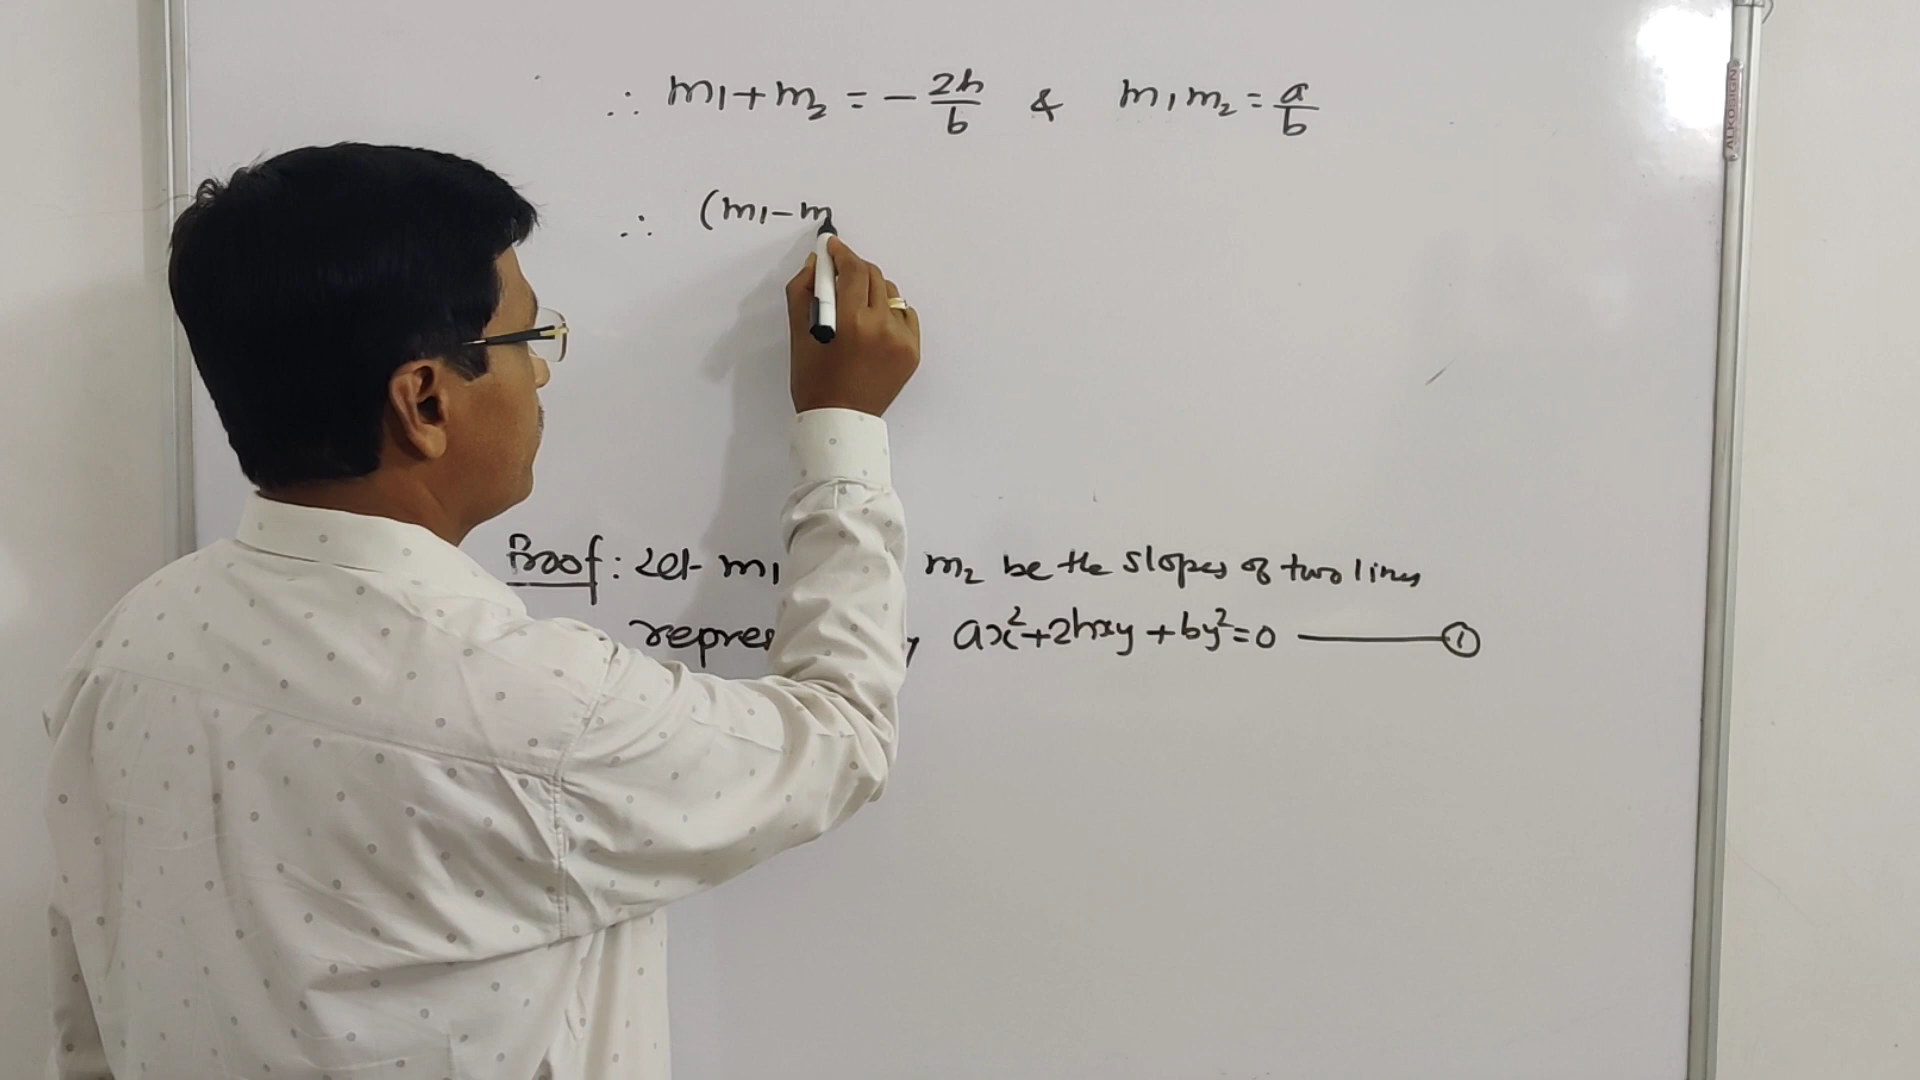 ∴ m₁+m₂ = -2h/b & m₁m₂ = a/b
∴ (m₁-m
Proof: Let m₁ m₂ be the slopes of two lines
repres y ax²+2hxy+by²=0 — ①
ALKOSIGN